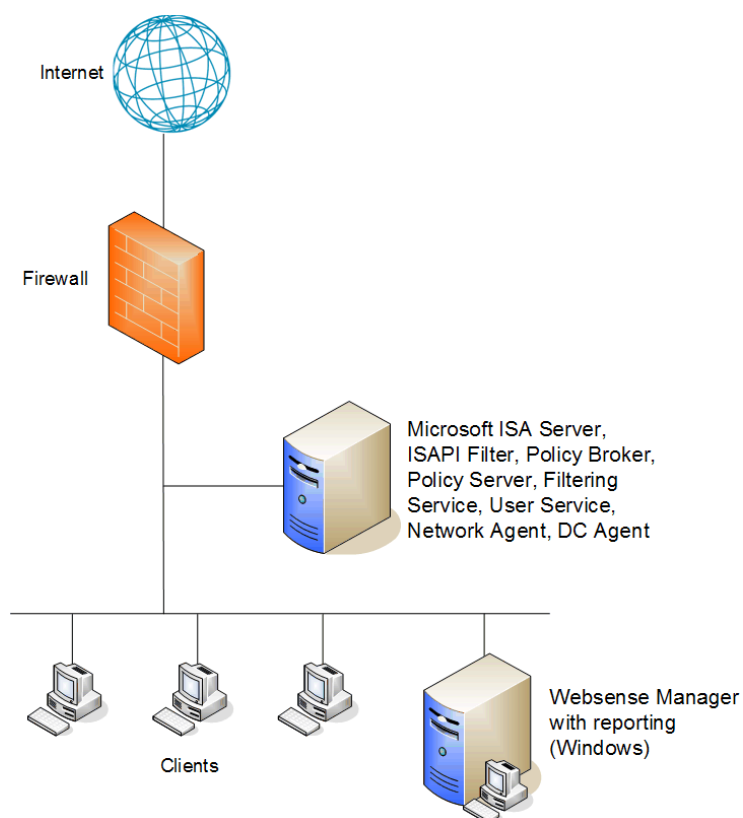 Internet
Firewall
Microsoft ISA Server,
ISAPI Filter, Policy Broker,
Policy Server, Filtering
Service, User Service,
Network Agent, DC Agent
Clients
Websense Manager
with reporting
(Windows)